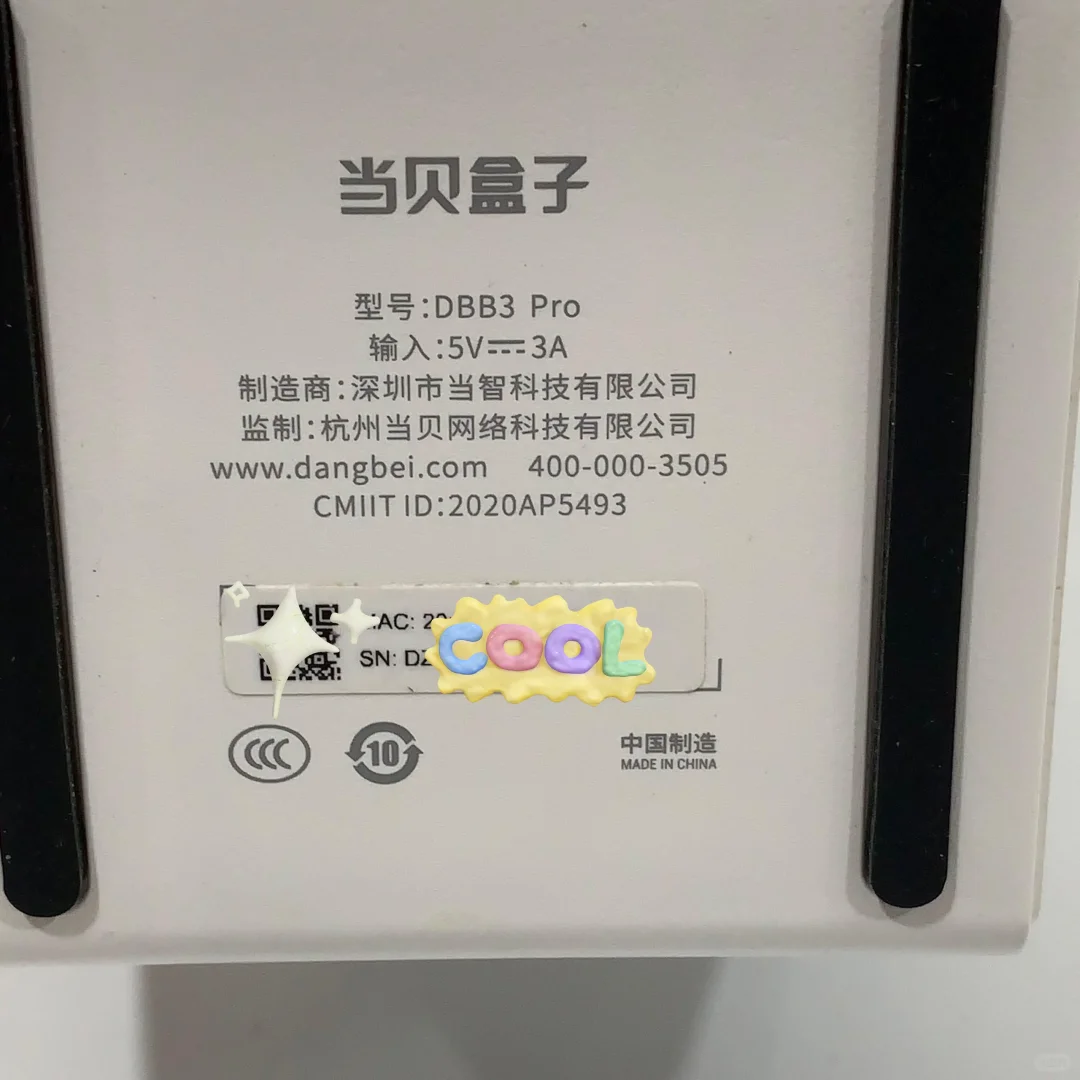 当贝盒子
型号:DBB3 Pro
输入:5V⎓3A
制造商:深圳市当智科技有限公司
监制:杭州当贝网络科技有限公司
www.dangbei.com 400-000-3505
CMIIT ID:2020AP5493
MAC:
SN:
COOL
CCC
10
中国制造
MADE IN CHINA